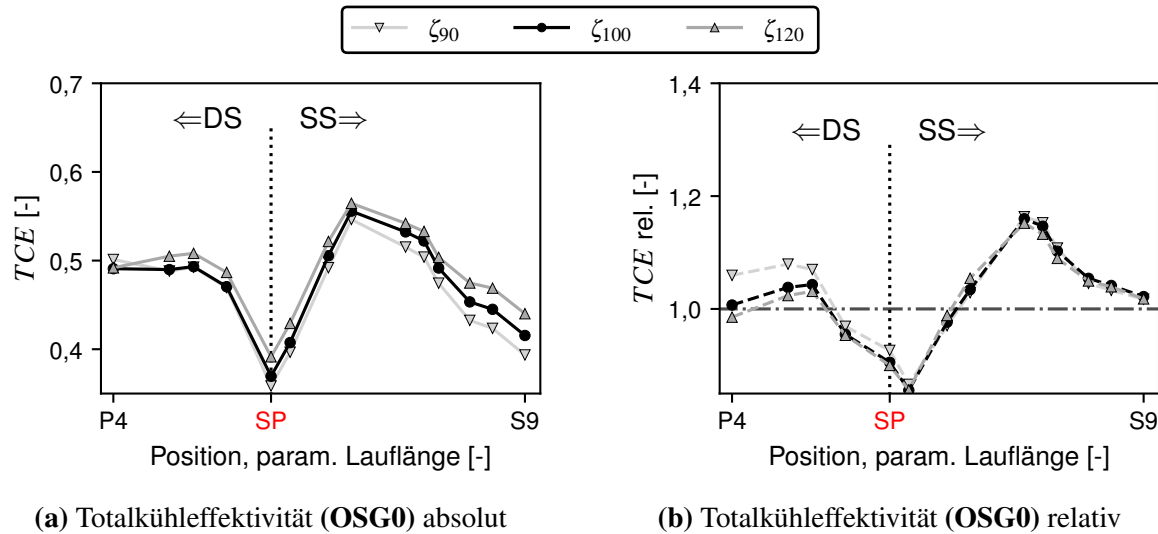 ζ90 ζ100 ζ120
0,7
0,6
0,5
0,4
TCE [-]
⇐DS SS⇒
P4 SP S9
Position, param. Lauflänge [-]
(a) Totalkühleffektivität (OSG0) absolut
1,4
1,2
1,0
TCE rel. [-]
⇐DS SS⇒
P4 SP S9
Position, param. Lauflänge [-]
(b) Totalkühleffektivität (OSG0) relativ